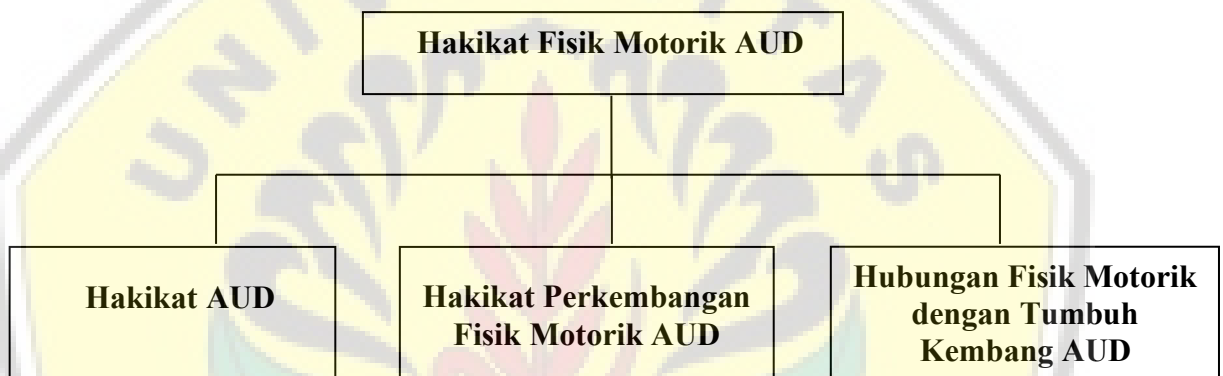 Hakikat Fisik Motorik AUD
Hakikat AUD
Hakikat Perkembangan
Fisik Motorik AUD
Hubungan Fisik Motorik
dengan Tumbuh
Kembang AUD